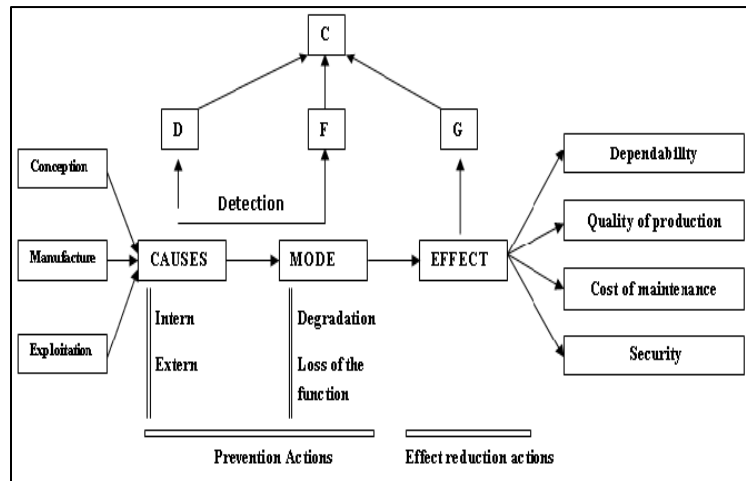 C
D
F
G
Conception
Detection
Dependability
Quality of production
Manufacture
CAUSES
MODE
EFFECT
Cost of maintenance
Intern
Degradation
Exploitation
Extern
Loss of the
function
Security
Prevention Actions
Effect reduction actions